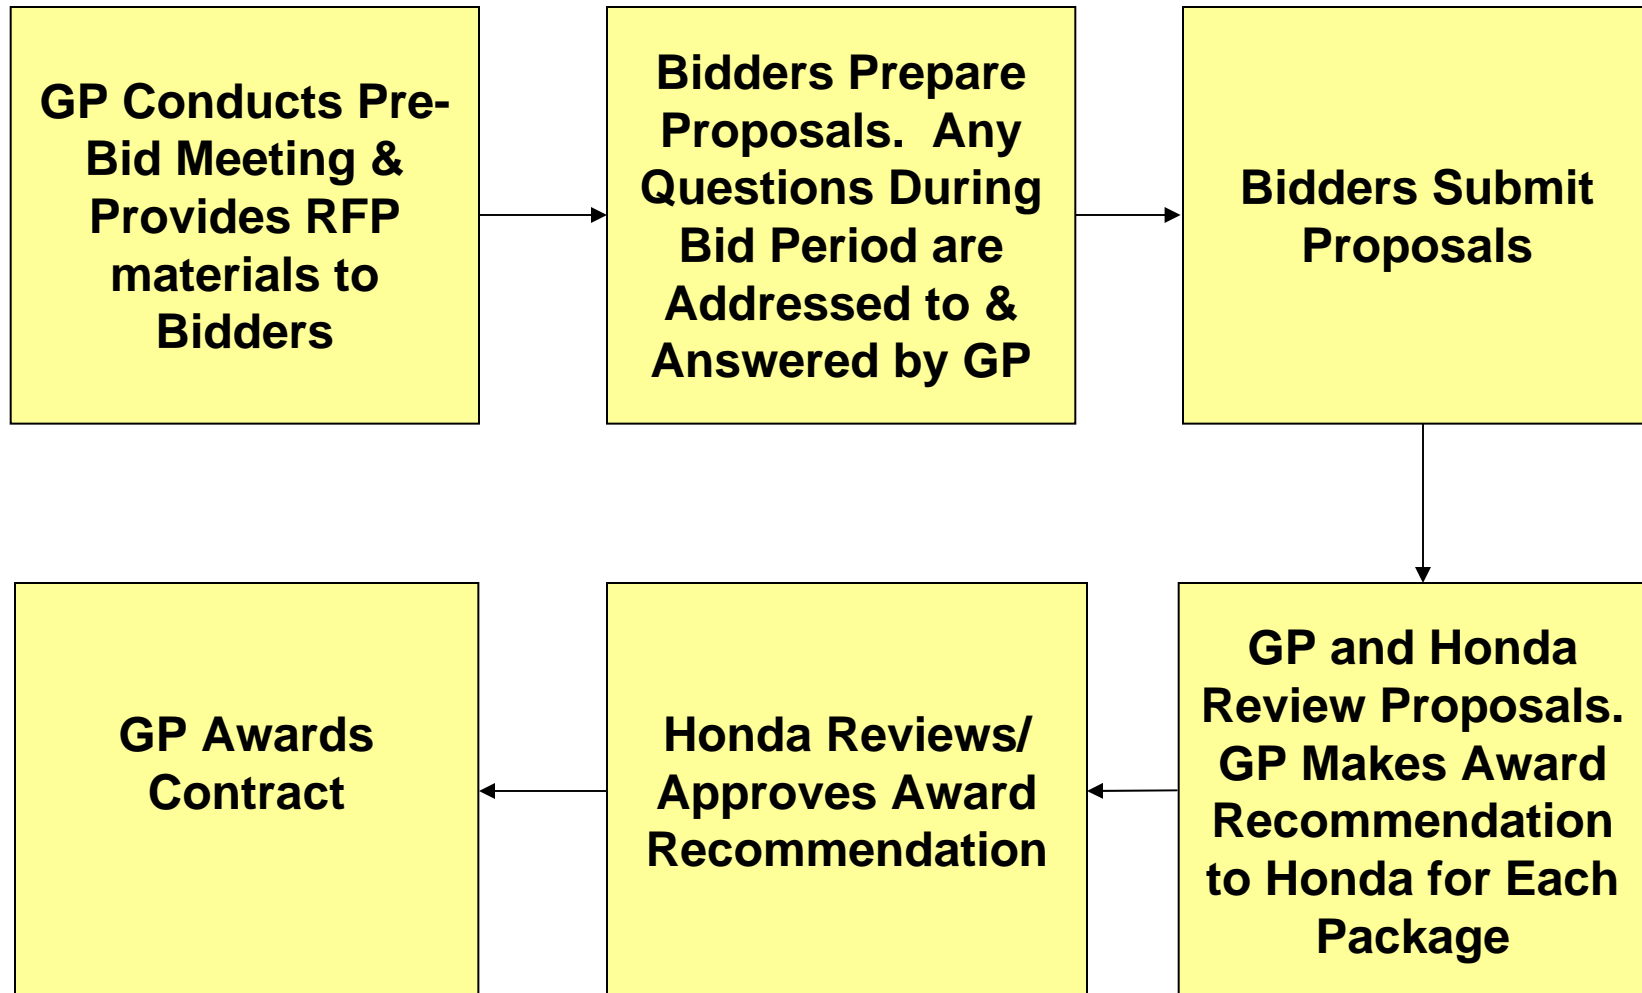 GP Conducts Pre-
Bid Meeting &
Provides RFP
materials to
Bidders
Bidders Prepare
Proposals.  Any
Questions During
Bid Period are
Addressed to &
Answered by GP
Bidders Submit
Proposals
GP and Honda
Review Proposals.
GP Makes Award
Recommendation
to Honda for Each
Package
Honda Reviews/
Approves Award
Recommendation
GP Awards
Contract